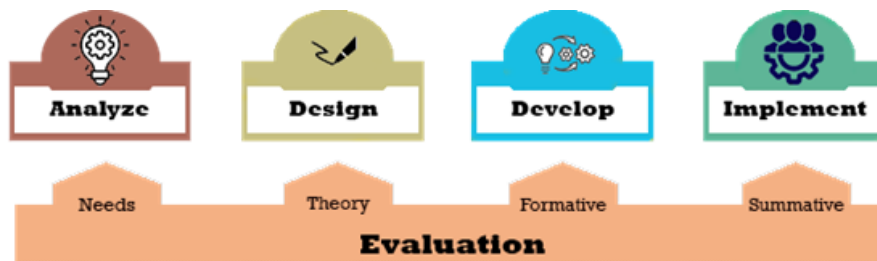 Analyze
Design
Develop
Implement
Needs
Theory
Formative
Summative
Evaluation